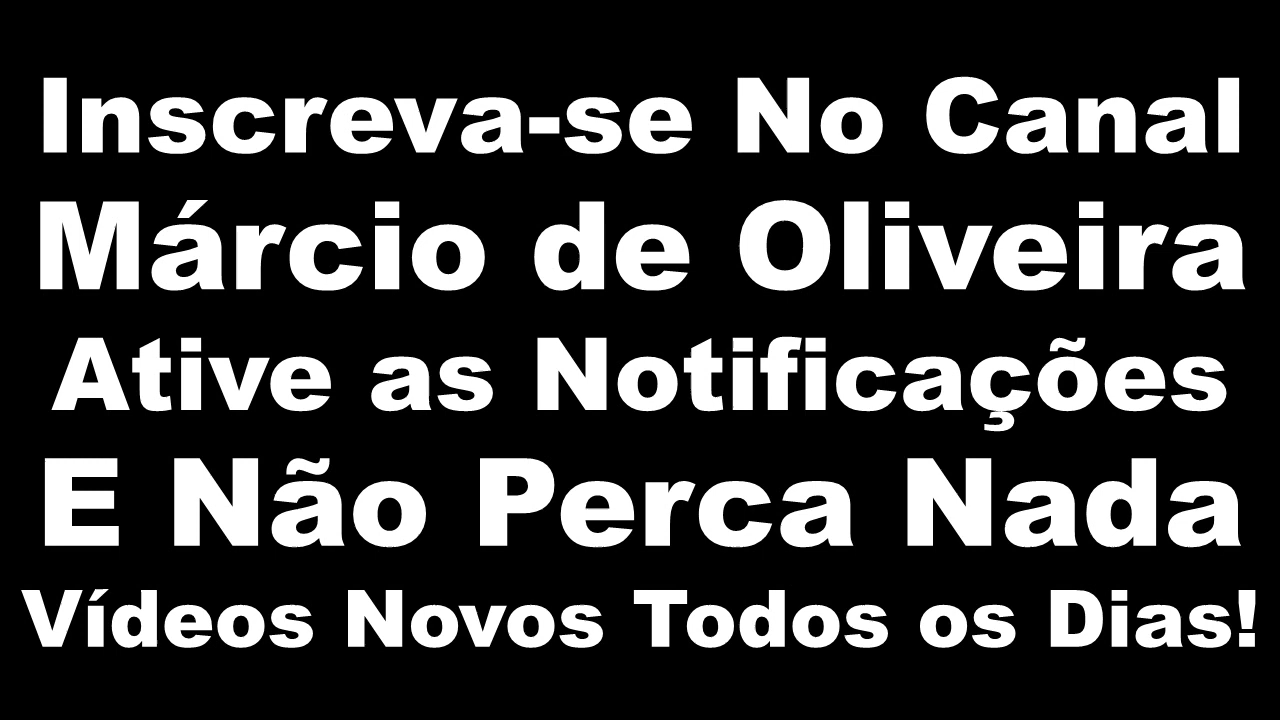 Inscreva-se No Canal
Márcio de Oliveira
Ative as Notificações
E Não Perca Nada
Vídeos Novos Todos os Dias!